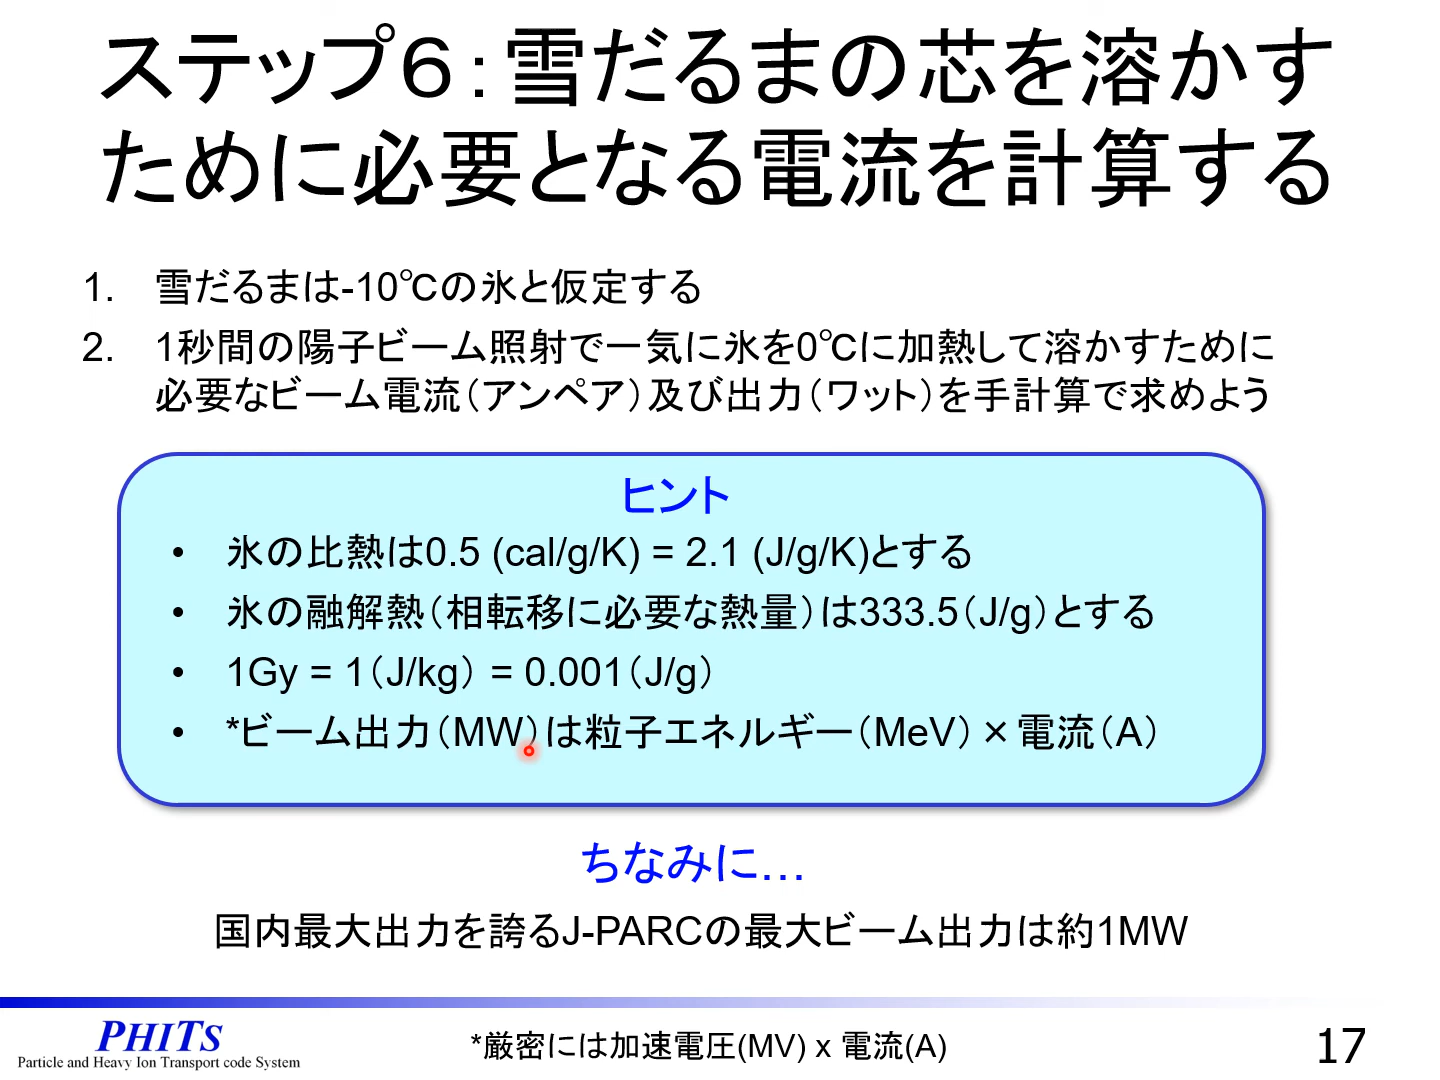 ステップ6：雪だるまの芯を溶かす
ために必要となる電流を計算する
1. 雪だるまは-10℃の氷と仮定する
2. 1秒間の陽子ビーム照射で一気に氷を0℃に加熱して溶かすために
必要なビーム電流（アンペア）及び出力（ワット）を手計算で求めよう
ヒント
• 氷の比熱は0.5 (cal/g/K) = 2.1 (J/g/K)とする
• 氷の融解熱（相転移に必要な熱量）は333.5（J/g）とする
• 1Gy = 1（J/kg） = 0.001（J/g）
• *ビーム出力（MW）は粒子エネルギー（MeV）×電流（A）
ちなみに…
国内最大出力を誇るJ-PARCの最大ビーム出力は約1MW
PHITS
Particle and Heavy Ion Transport code System
*厳密には加速電圧(MV) x 電流(A)
17